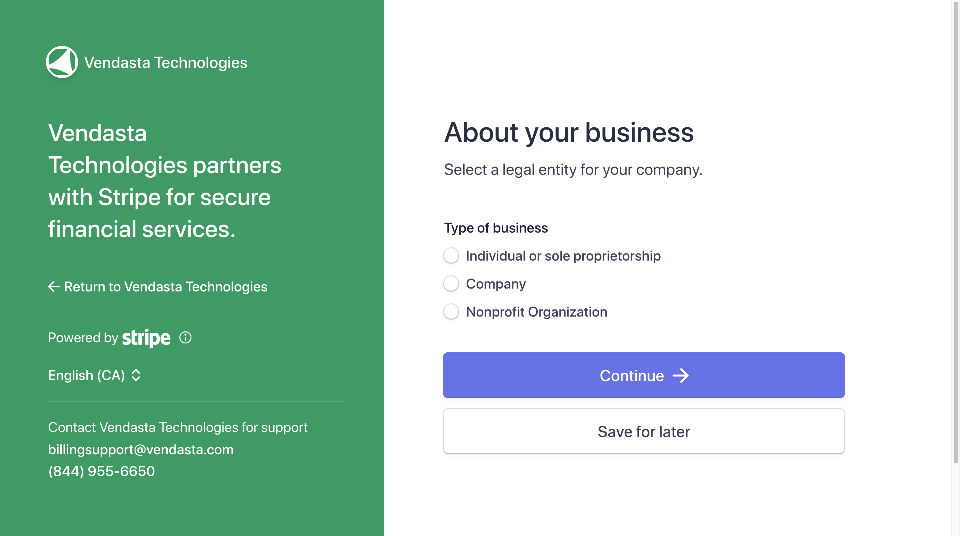 Vendasta Technologies
Vendasta
Technologies partners
with Stripe for secure
financial services.
Return to Vendasta Technologies
Powered by stripe
English (CA)
Contact Vendasta Technologies for support
billingsupport@vendasta.com
(844) 955-6650
About your business
Select a legal entity for your company.
Type of business
Individual or sole proprietorship
Company
Nonprofit Organization
Continue
Save for later